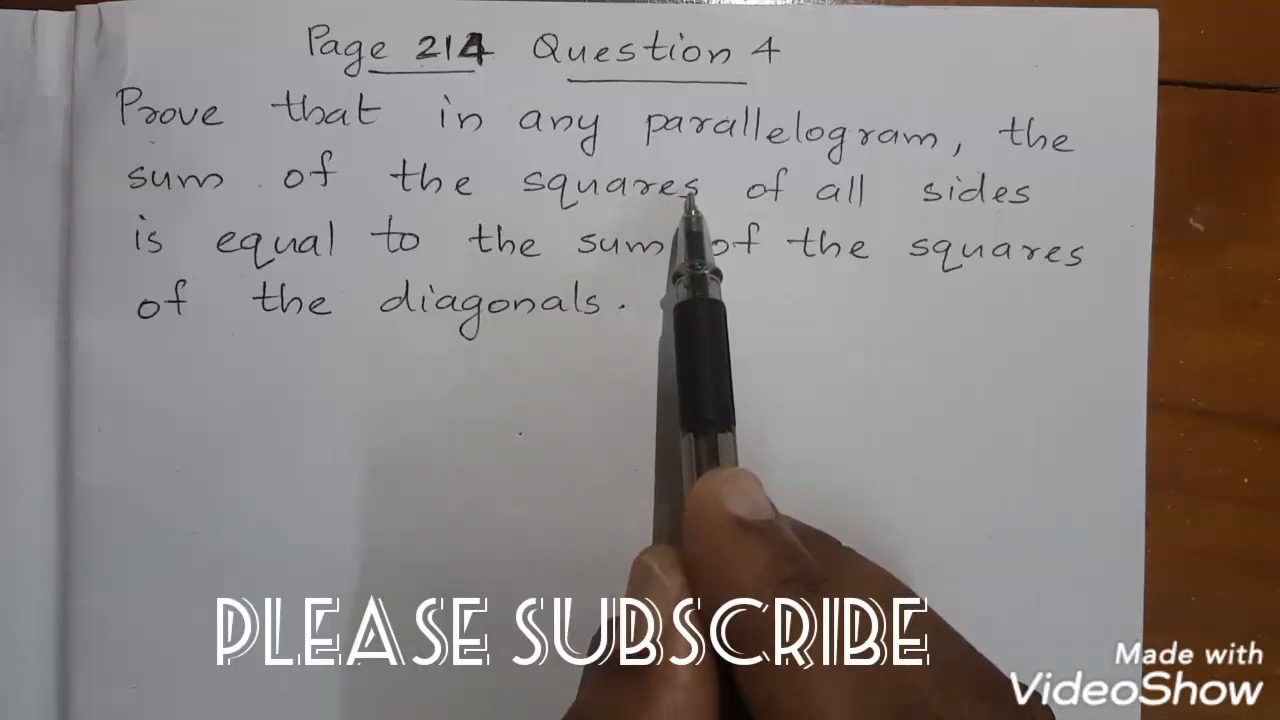 Page 214 Question 4
Prove that in any parallelogram, the
sum of the squares of all sides
is equal to the sum of the squares
of the diagonals.
PLEASE SUBSCRIBE
Made with
VideoShow